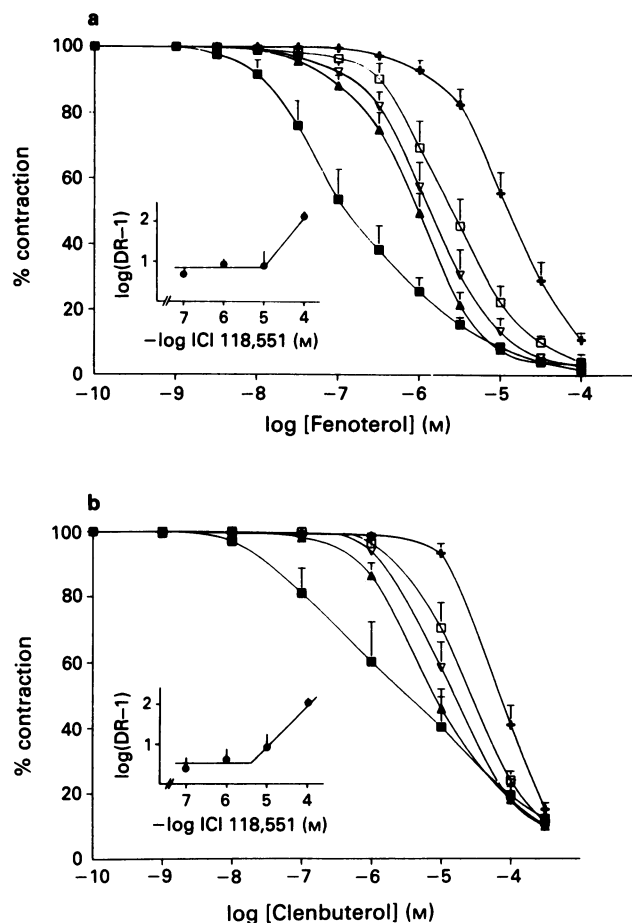 a
100
80
60
40
20
0
% contraction
log(DR−1)
2
1
7 6 5 4
−log ICI 118,551 (M)
−10 −9 −8 −7 −6 −5 −4
log [Fenoterol] (M)
b
100
80
60
40
20
0
% contraction
log(DR−1)
2
1
7 6 5 4
−log ICI 118,551 (M)
−10 −9 −8 −7 −6 −5 −4
log [Clenbuterol] (M)